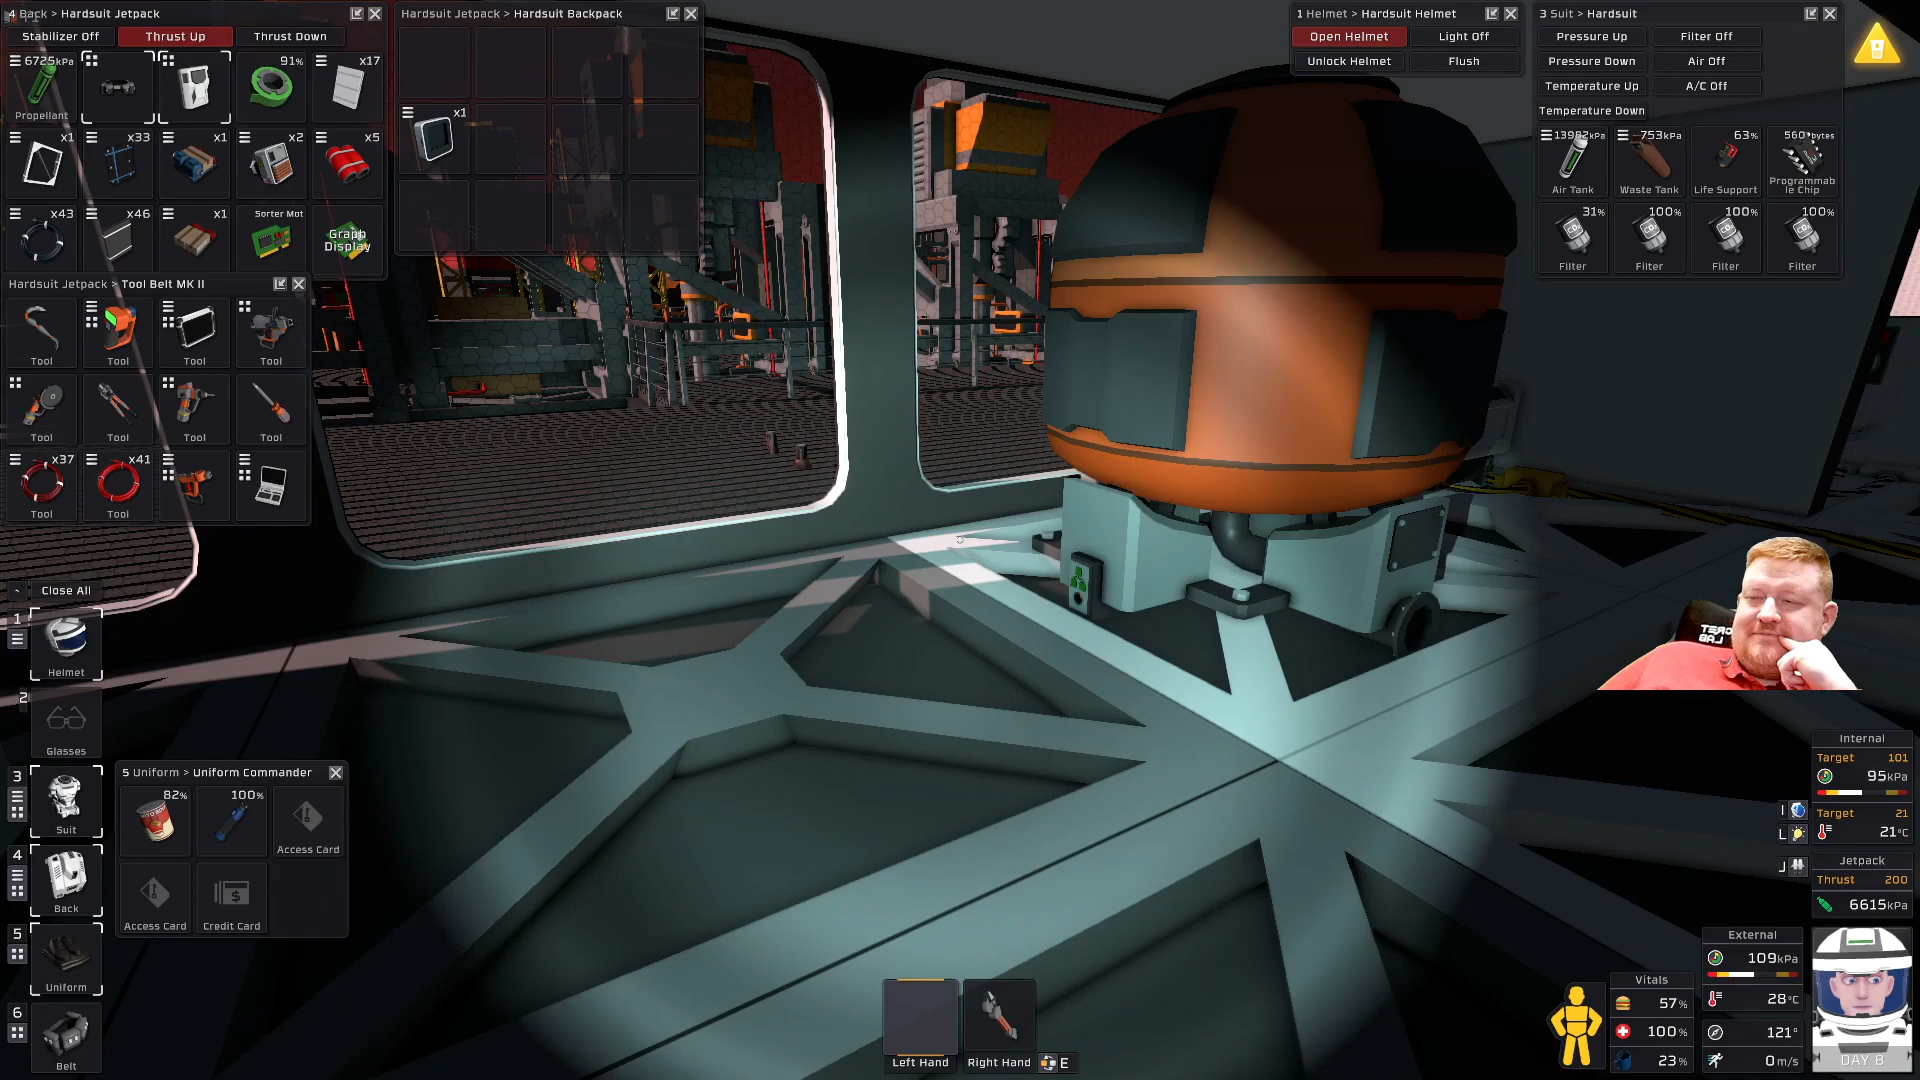 4 Back > Hardsuit Jetpack
Stabilizer Off
Thrust Up
Thrust Down
6725kPa
Propellant
91%
x17
x1
x33
x1
x2
x5
x43
x46
x1
Sorter Mot
Graph
Display
Hardsuit Jetpack > Hardsuit Backpack
x1
1 Helmet > Hardsuit Helmet
Open Helmet
Light Off
Unlock Helmet
Flush
3 Suit > Hardsuit
Pressure Up
Filter Off
Pressure Down
Air Off
Temperature Up
A/C Off
Temperature Down
13982kPa
Air Tank
753kPa
Waste Tank
63%
Life Support
560 bytes
Programmab
le Chip
31%
Filter
100%
Filter
100%
Filter
100%
Filter
Hardsuit Jetpack > Tool Belt MK II
Tool
Tool
Tool
Tool
Tool
Tool
Tool
Tool
x37
Tool
x41
Tool
~
Close All
1
Helmet
2
Glasses
3
Suit
4
Back
5
Uniform
6
Belt
5 Uniform > Uniform Commander
82%
100%
Access Card
Access Card
Credit Card
Left Hand
Right Hand
E
Internal
Target 101
95kPa
Target 21
21°C
I
L
J
Jetpack
Thrust 200
6615kPa
External
109kPa
28°C
121°
0m/s
Vitals
57%
100%
23%
DAY 8